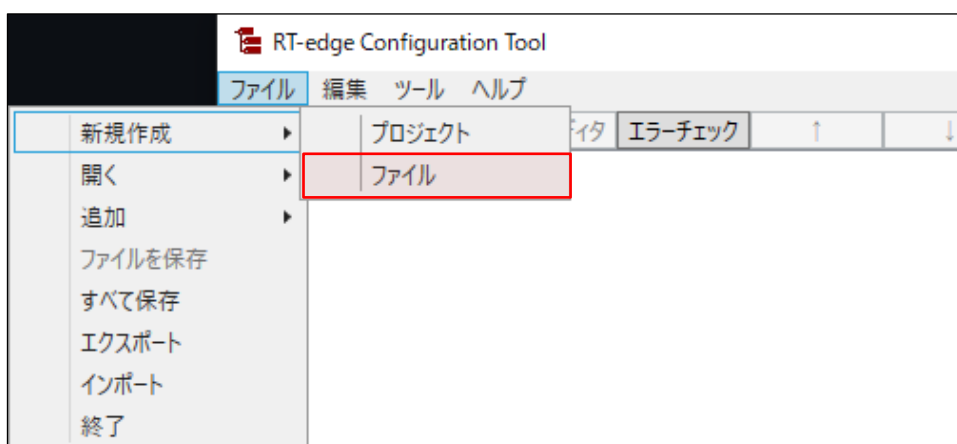 RT-edge Configuration Tool
ファイル 編集 ツール ヘルプ
新規作成 プロジェクト エラーチェック ↑ ↓
開く ファイル
追加
ファイルを保存
すべて保存
エクスポート
インポート
終了